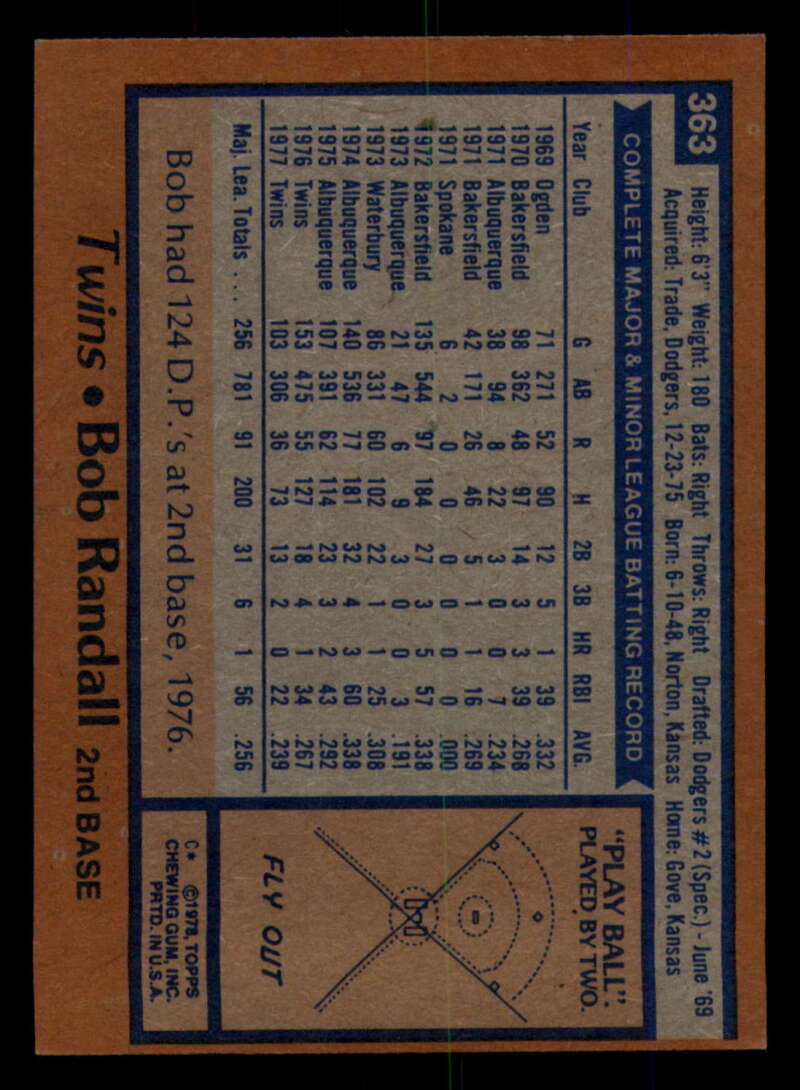 363
Height: 6'3" Weight: 180 Bats: Right Throws: Right Drafted: Dodgers #2 (Spec.) - June '69
Acquired: Trade, Dodgers, 12-23-75 Born: 6-10-48, Norton, Kansas Home: Gove, Kansas
COMPLETE MAJOR & MINOR LEAGUE BATTING RECORD
Year Club G AB R H 2B 3B HR RBI AVG.
1969 Ogden 71 271 52 90 12 5 1 39 .332
1970 Bakersfield 98 362 48 97 14 3 3 39 .268
1971 Albuquerque 38 94 8 22 3 0 0 7 .234
1971 Bakersfield 42 171 26 46 5 1 1 16 .269
1971 Spokane 6 2 0 0 0 0 0 0 .000
1972 Bakersfield 135 544 97 184 27 3 5 57 .338
1973 Albuquerque 21 47 6 9 3 0 0 3 .191
1973 Waterbury 86 331 60 102 22 1 1 25 .308
1974 Albuquerque 140 536 77 181 32 4 3 60 .338
1975 Albuquerque 107 391 62 114 23 3 2 43 .292
1976 Twins 153 475 55 127 18 4 1 34 .267
1977 Twins 103 306 36 73 13 2 0 22 .239
Maj. Lea. Totals ... 256 781 91 200 31 6 1 56 .256
Bob had 124 D.P.'s at 2nd base, 1976.
Twins • Bob Randall 2nd BASE
"PLAY BALL":
PLAYED BY TWO.
FLY OUT
C* ©1978, TOPPS
CHEWING GUM, INC.
PRTD. IN U.S.A.